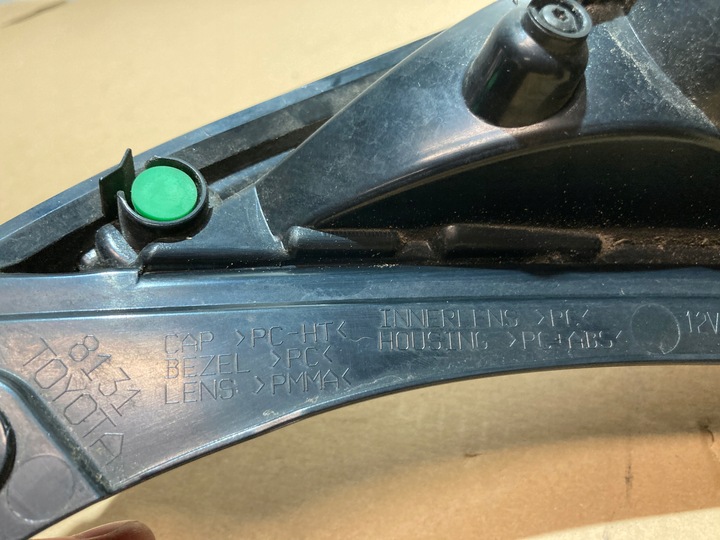 8131
TOYOTA
CAP >PC-HT<
BEZEL >PC<
LENS >PMMA<
INNERLENS >PC<
HOUSING >PC+ABS<
12V